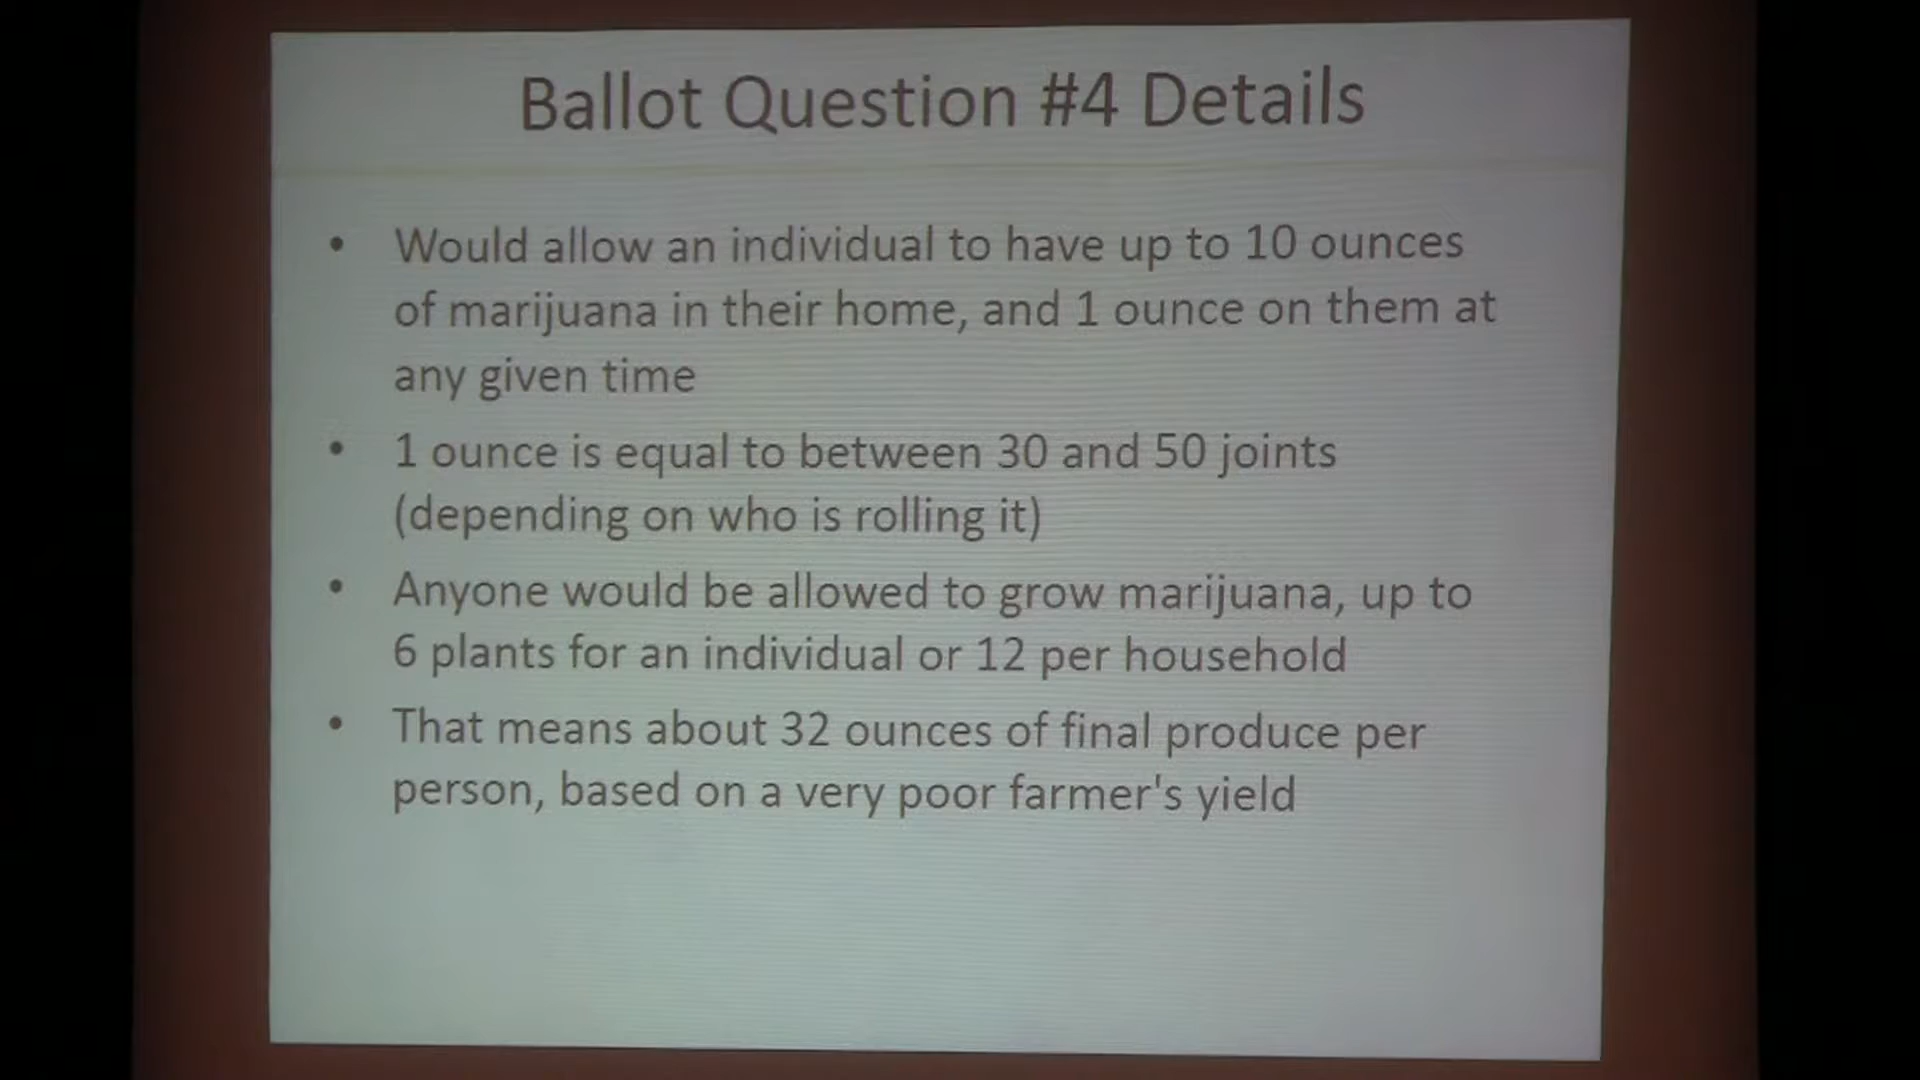 Ballot Question #4 Details
• Would allow an individual to have up to 10 ounces
of marijuana in their home, and 1 ounce on them at
any given time
• 1 ounce is equal to between 30 and 50 joints
(depending on who is rolling it)
• Anyone would be allowed to grow marijuana, up to
6 plants for an individual or 12 per household
• That means about 32 ounces of final produce per
person, based on a very poor farmer's yield